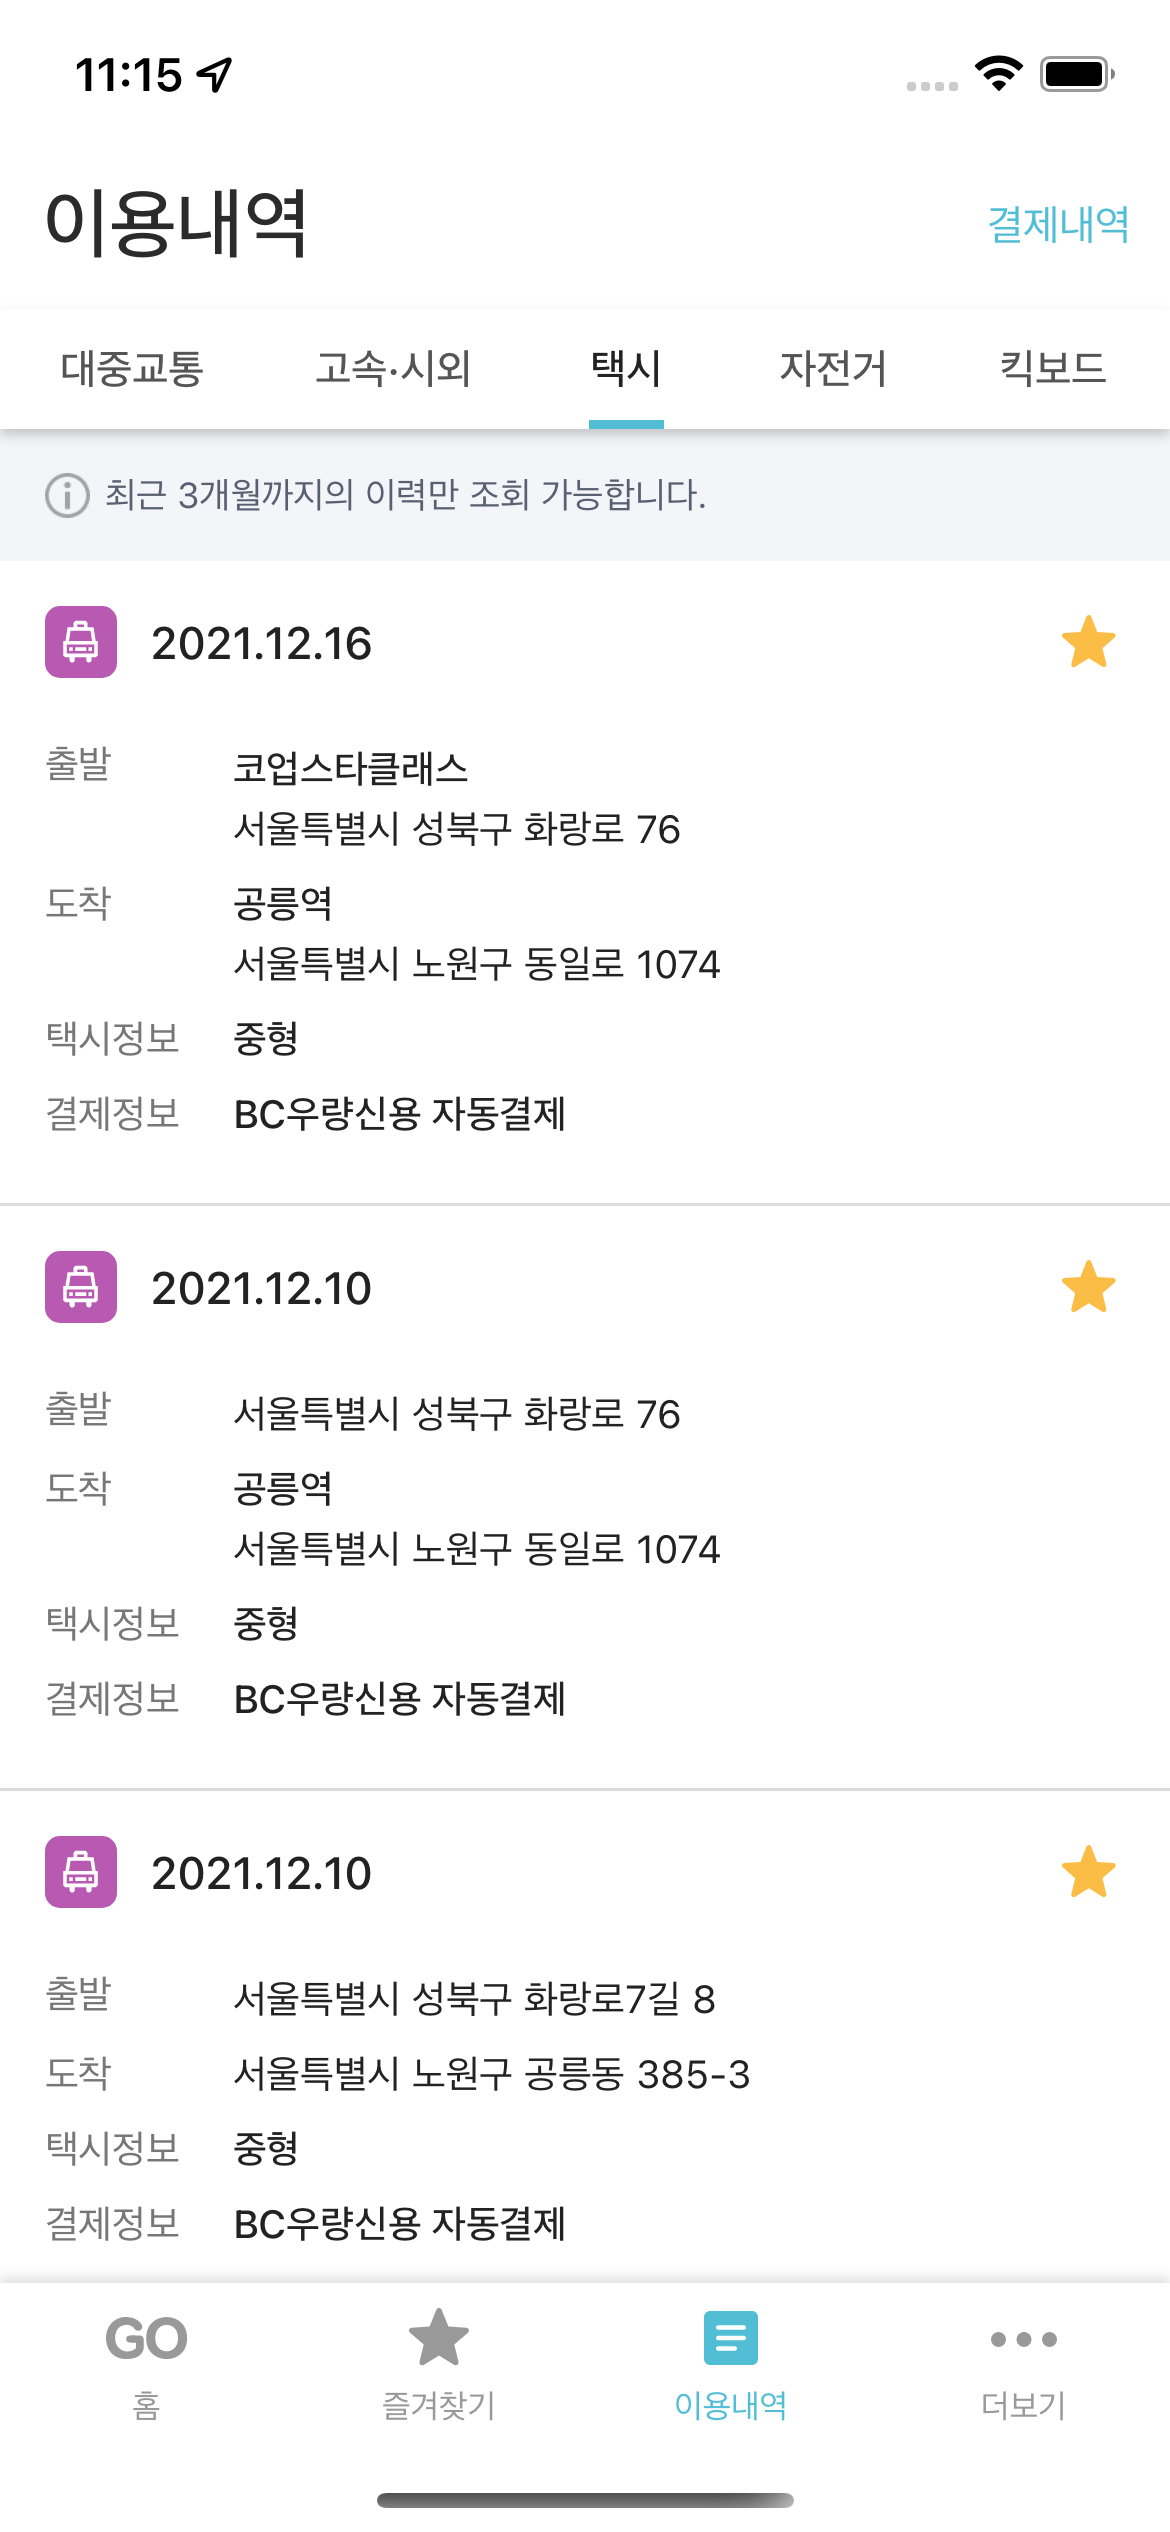 11:15
이용내역
결제내역
대중교통 고속·시외 택시 자전거 킥보드
최근 3개월까지의 이력만 조회 가능합니다.
2021.12.16
출발 코업스타클래스
서울특별시 성북구 화랑로 76
도착 공릉역
서울특별시 노원구 동일로 1074
택시정보 중형
결제정보 BC우량신용 자동결제
2021.12.10
출발 서울특별시 성북구 화랑로 76
도착 공릉역
서울특별시 노원구 동일로 1074
택시정보 중형
결제정보 BC우량신용 자동결제
2021.12.10
출발 서울특별시 성북구 화랑로7길 8
도착 서울특별시 노원구 공릉동 385-3
택시정보 중형
결제정보 BC우량신용 자동결제
GO
홈 즐겨찾기 이용내역 더보기